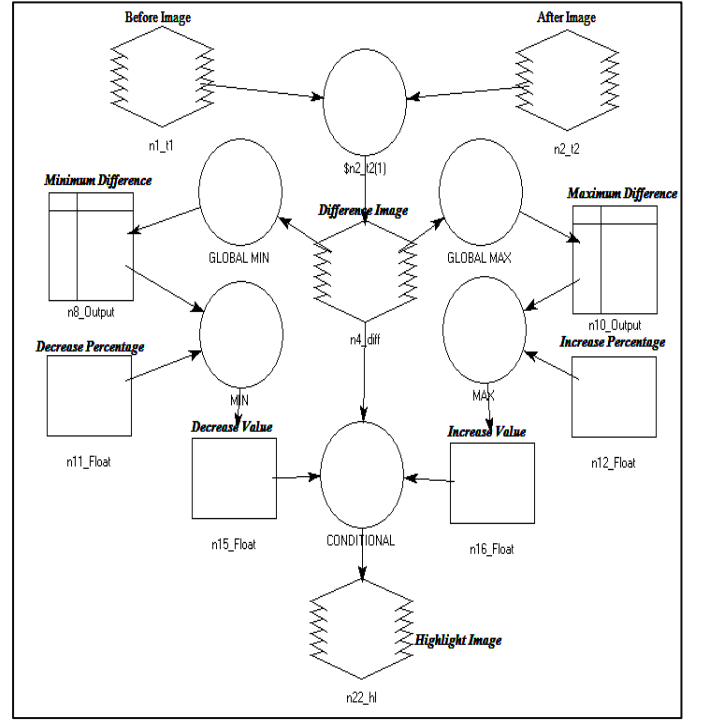 Before Image
After Image
n1_t1
n2_t2
$n2_t2(1)
Minimum Difference
Difference Image
Maximum Difference
GLOBAL MIN
GLOBAL MAX
n8_Output
n10_Output
n4_diff
Decrease Percentage
Increase Percentage
MIN
MAX
Decrease Value
Increase Value
n11_Float
n12_Float
CONDITIONAL
n15_Float
n16_Float
Highlight Image
n22_hl